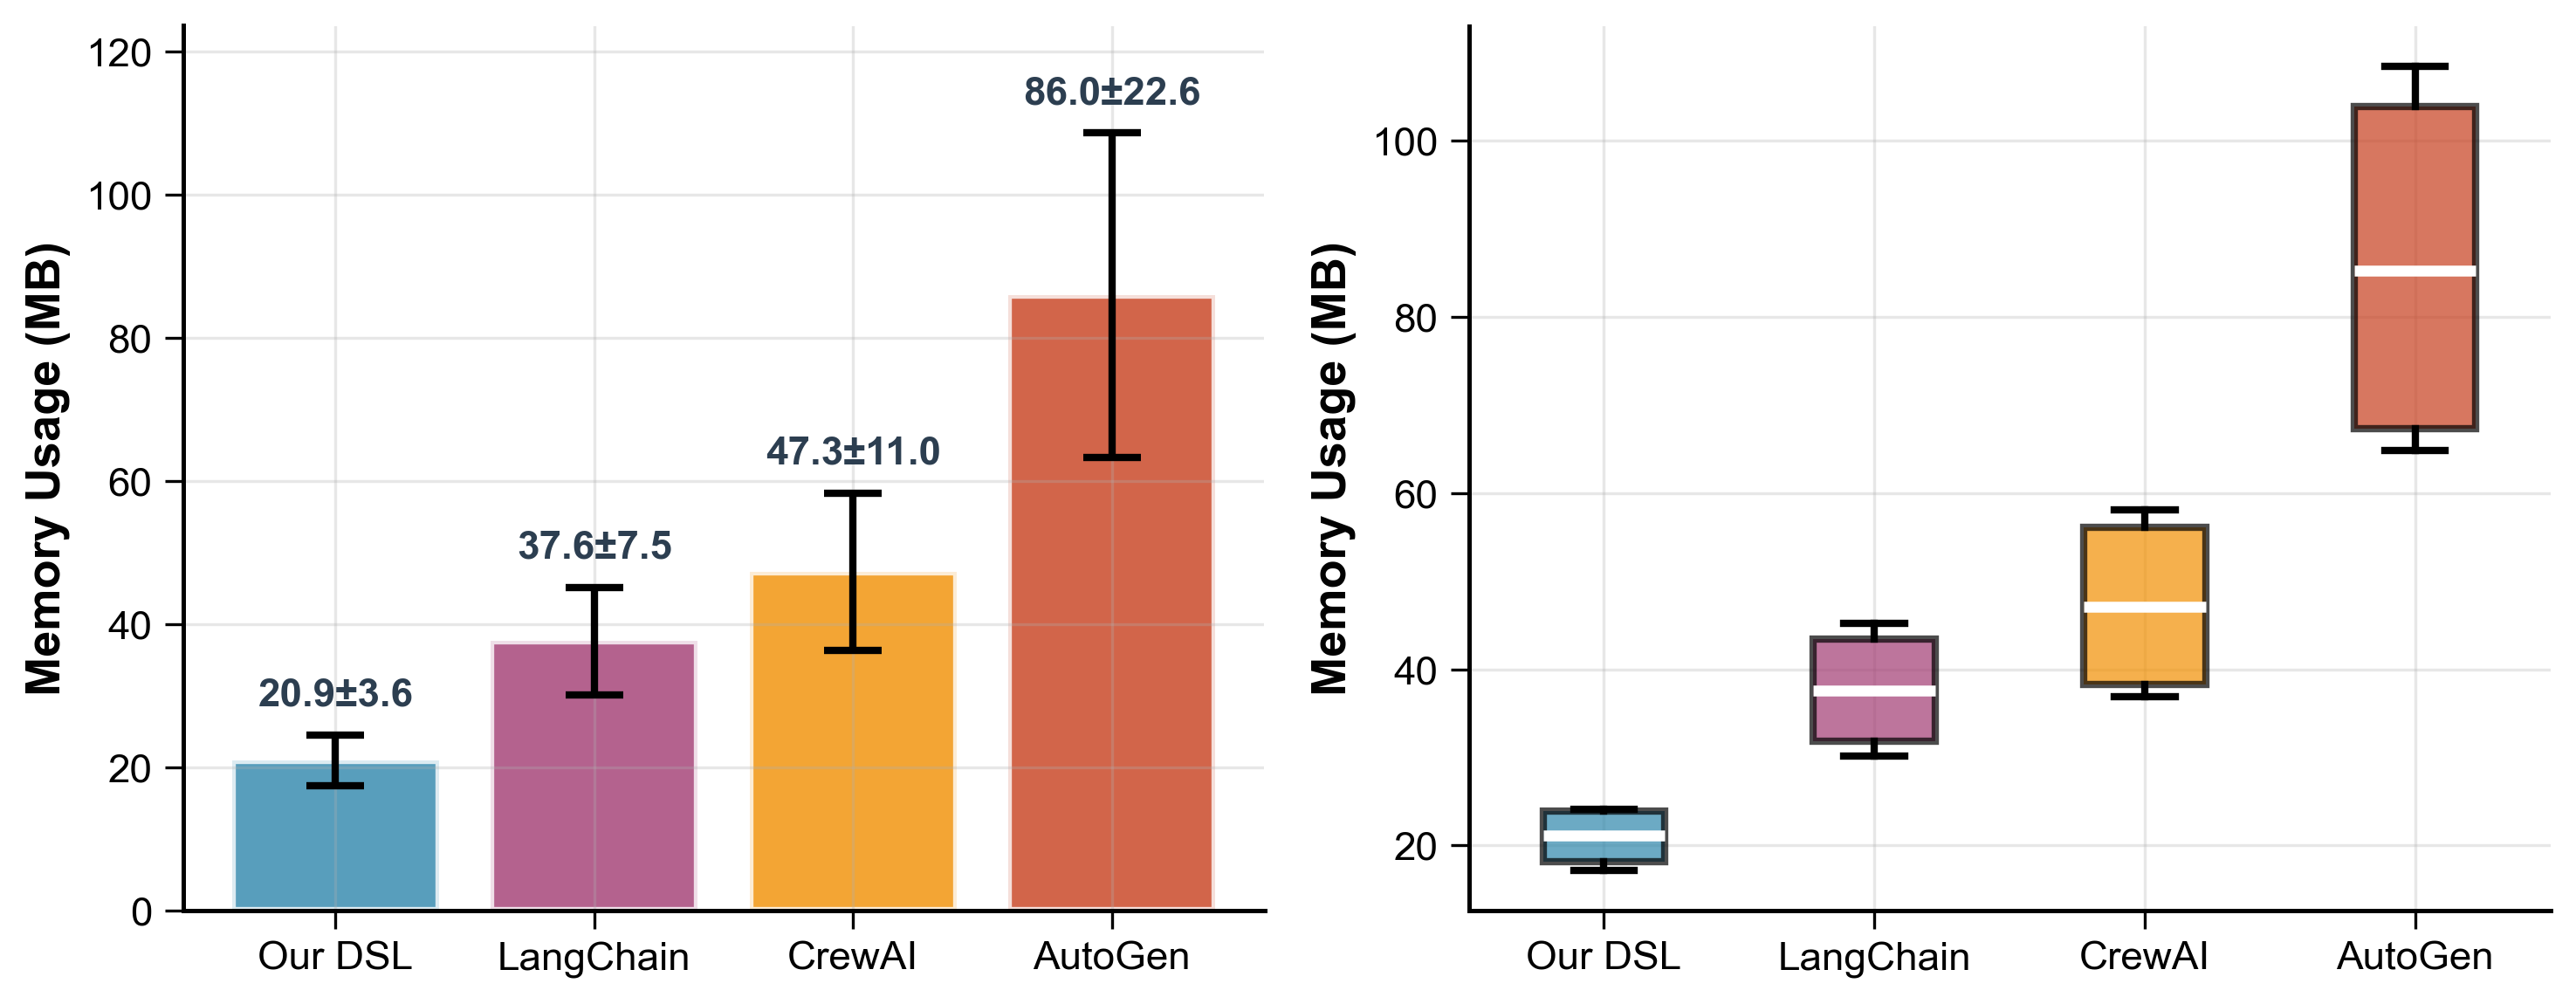 Memory Usage (MB)
120
100
80
60
40
20
0
20.9±3.6
37.6±7.5
47.3±11.0
86.0±22.6
Our DSL
LangChain
CrewAI
AutoGen
Memory Usage (MB)
100
80
60
40
20
Our DSL
LangChain
CrewAI
AutoGen